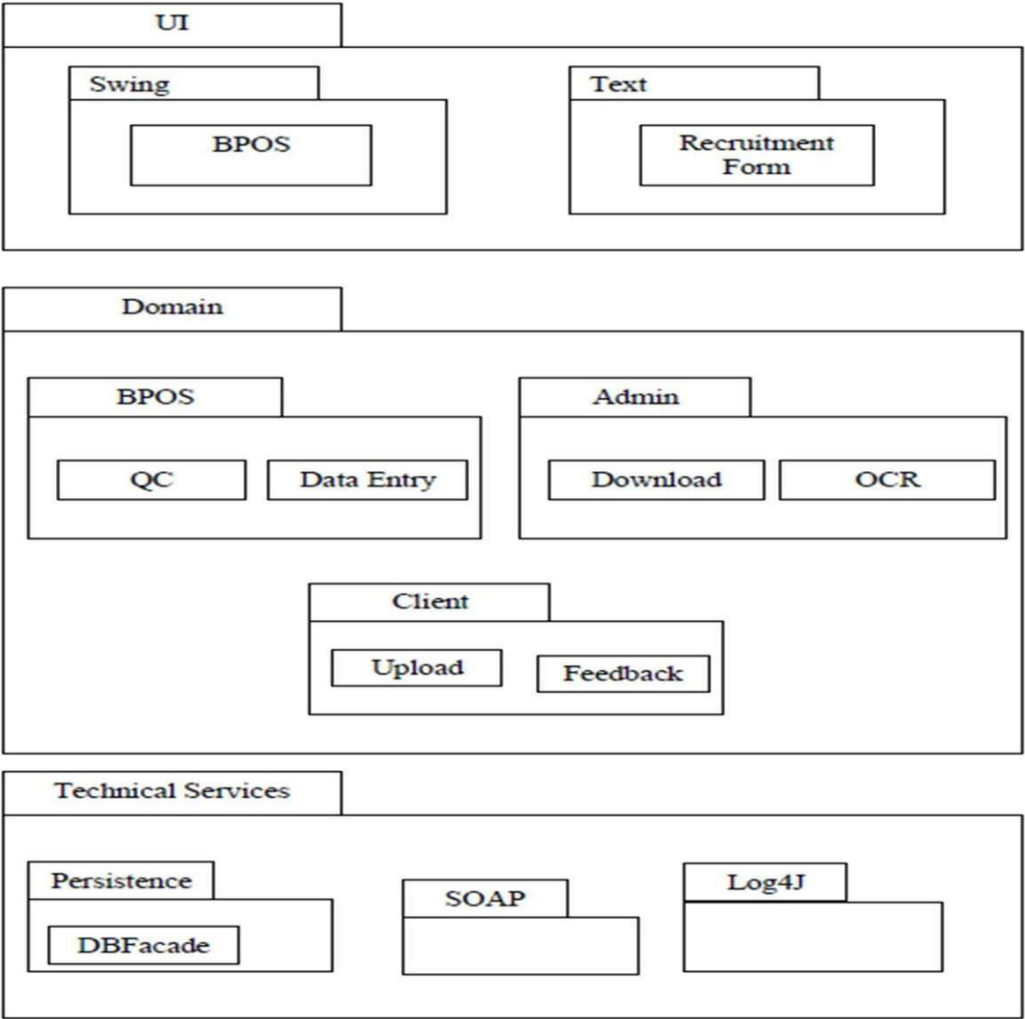 UI
Swing
BPOS
Text
Recruitment
Form
Domain
BPOS
QC
Data Entry
Admin
Download
OCR
Client
Upload
Feedback
Technical Services
Persistence
DBFacade
SOAP
Log4J